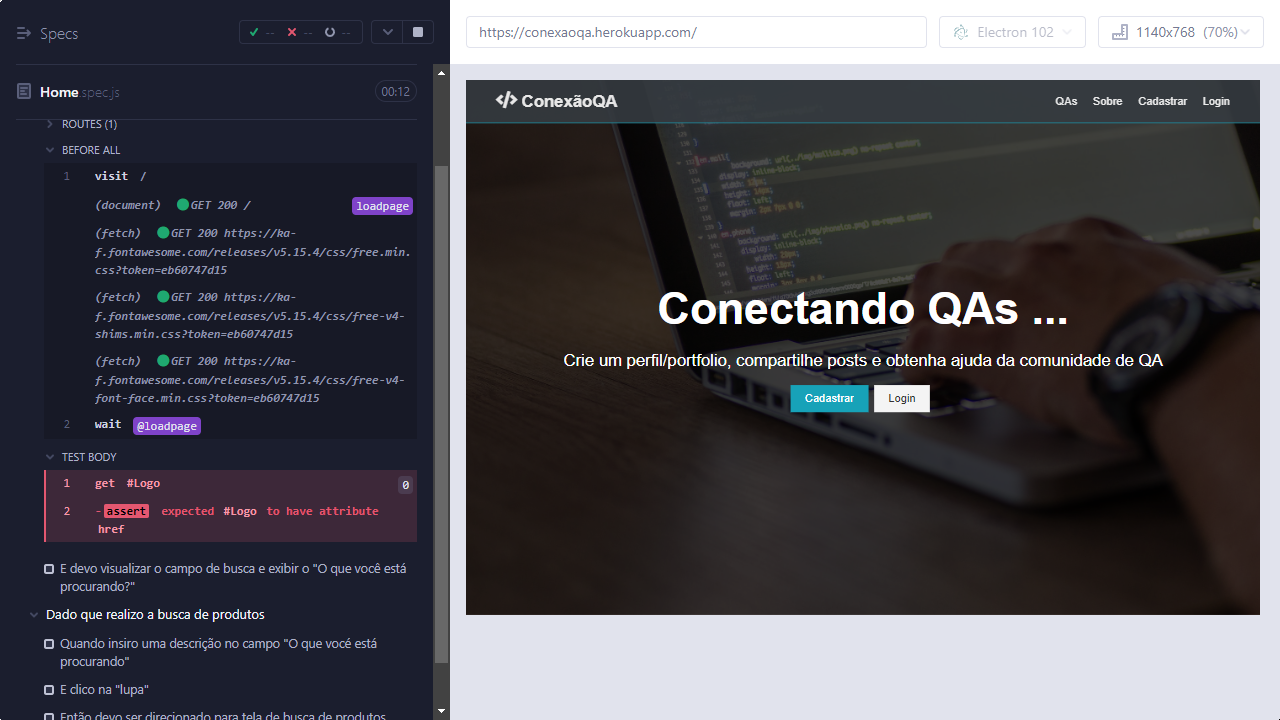 Specs
--
--
--
Home.spec.js
00:12
ROUTES (1)
BEFORE ALL
1 visit /
(document) GET 200 / loadpage
(fetch) GET 200 https://ka-
f.fontawesome.com/releases/v5.15.4/css/free.min.
css?token=eb60747d15
(fetch) GET 200 https://ka-
f.fontawesome.com/releases/v5.15.4/css/free-v4-
shims.min.css?token=eb60747d15
(fetch) GET 200 https://ka-
f.fontawesome.com/releases/v5.15.4/css/free-v4-
font-face.min.css?token=eb60747d15
2 wait @loadpage
TEST BODY
1 get #Logo 0
2 -assert expected #Logo to have attribute
href
E devo visualizar o campo de busca e exibir o "O que você está
procurando?"
Dado que realizo a busca de produtos
Quando insiro uma descrição no campo "O que vocé está
procurando"
E clico na "lupa"
Então devo ser direcionado para tela de busca de produtos
https://conexaoqa.herokuapp.com/
Electron 102
1140x768 (70%)
</> ConexãoQA
QAs Sobre Cadastrar Login
Conectando QAs ...
Crie um perfil/portfolio, compartilhe posts e obtenha ajuda da comunidade de QA
Cadastrar Login